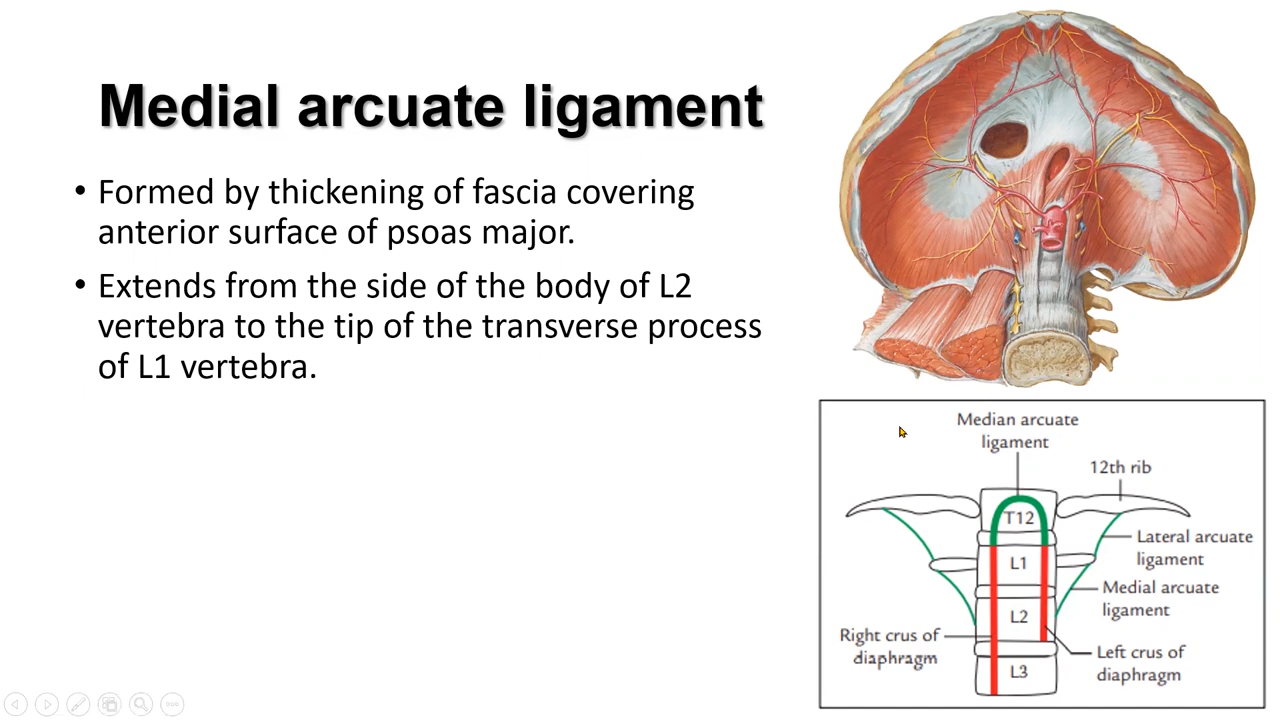 Medial arcuate ligament
• Formed by thickening of fascia covering
anterior surface of psoas major.
• Extends from the side of the body of L2
vertebra to the tip of the transverse process
of L1 vertebra.
Median arcuate
ligament
12th rib
T12
Lateral arcuate
ligament
L1
Medial arcuate
ligament
L2
Right crus of
diaphragm
Left crus of
diaphragm
L3